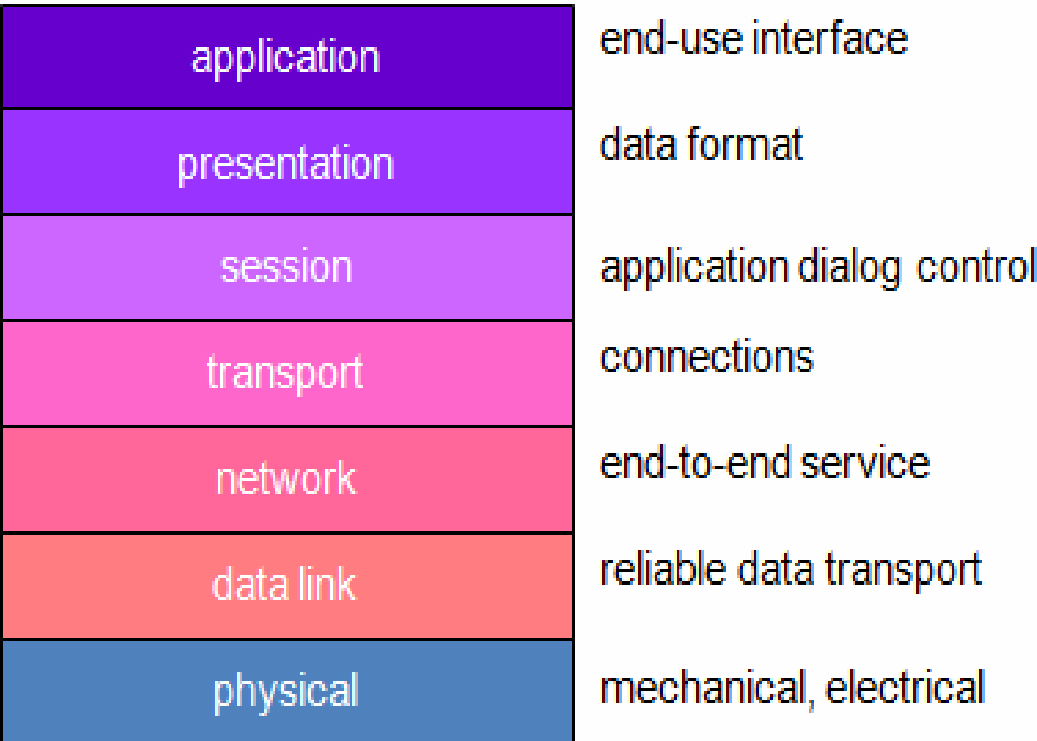 application end-use interface
presentation data format
session application dialog control
transport connections
network end-to-end service
data link reliable data transport
physical mechanical, electrical